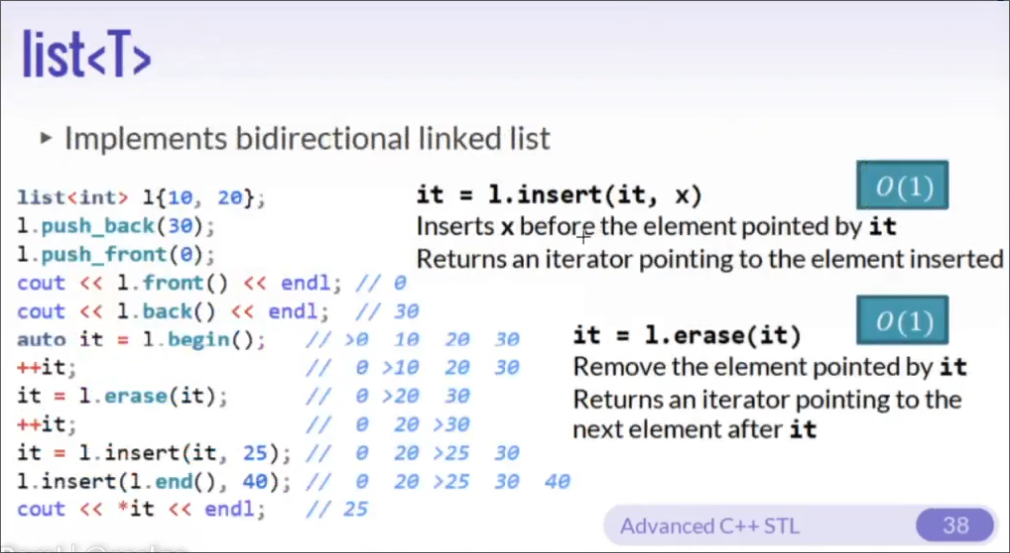 list<T>
▸ Implements bidirectional linked list
list<int> l{10, 20};
l.push_back(30);
l.push_front(0);
cout << l.front() << endl; // 0
cout << l.back() << endl;  // 30
auto it = l.begin();   // >0  10  20  30
++it;                  //  0 >10  20  30
it = l.erase(it);      //  0 >20  30
++it;                  //  0  20 >30
it = l.insert(it, 25); //  0  20 >25  30
l.insert(l.end(), 40); //  0  20 >25  30  40
cout << *it << endl;   // 25
O(1)
it = l.insert(it, x)
Inserts x before the element pointed by it
Returns an iterator pointing to the element inserted
O(1)
it = l.erase(it)
Remove the element pointed by it
Returns an iterator pointing to the
next element after it
Advanced C++ STL
38